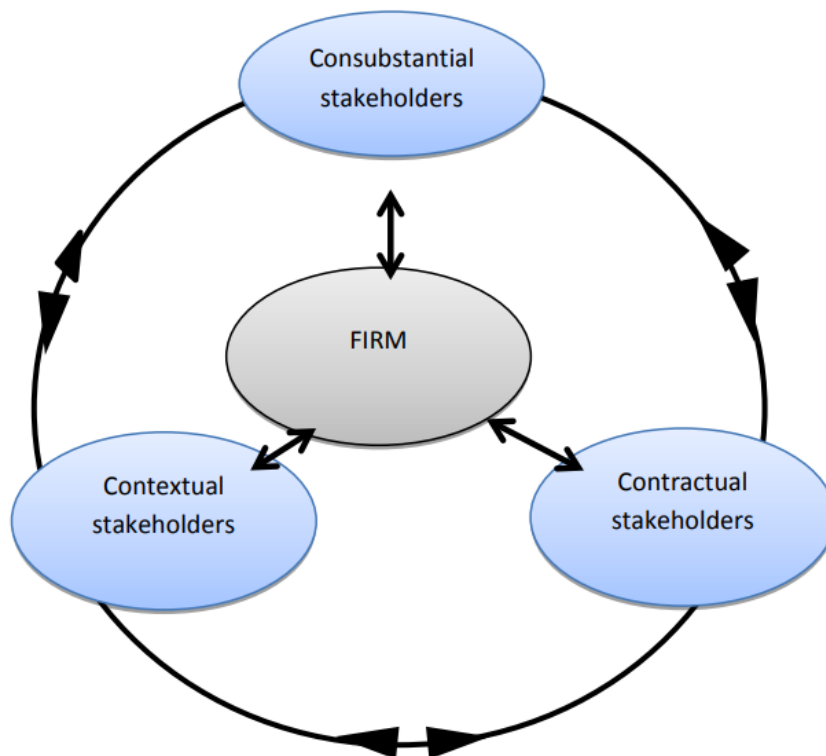 Consubstantial
stakeholders
FIRM
Contextual
stakeholders
Contractual
stakeholders